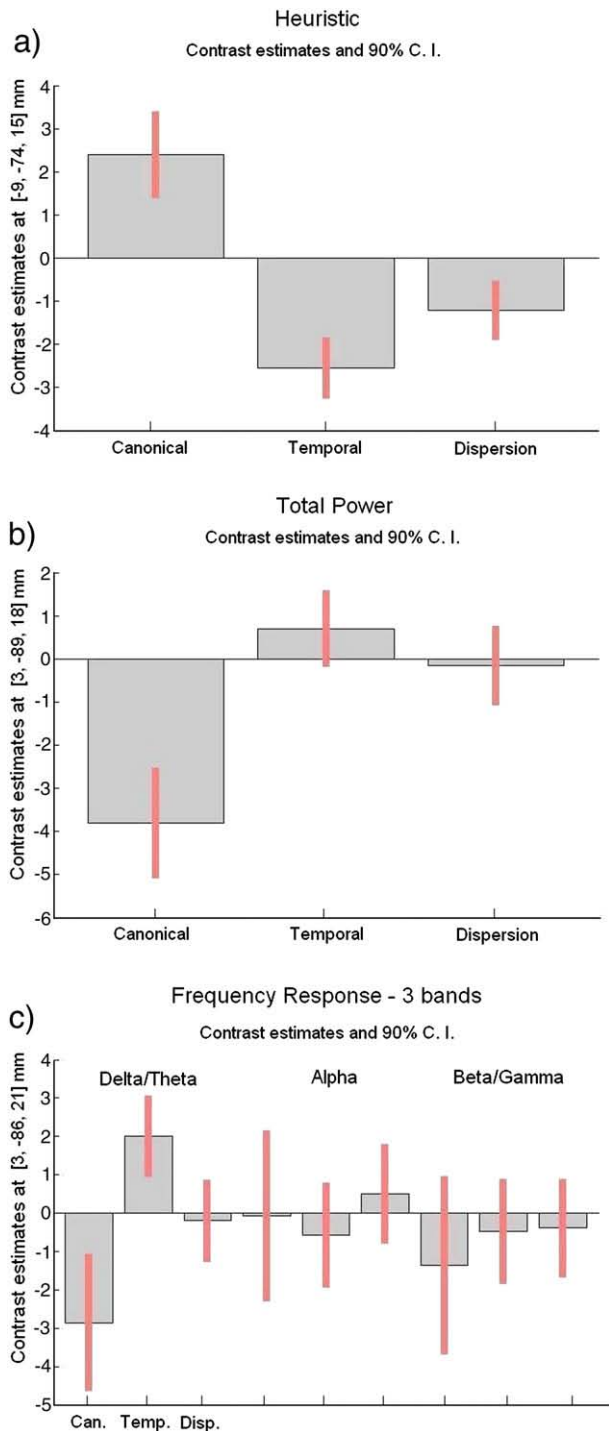 Heuristic
a)
Contrast estimates and 90% C. I.
Contrast estimates at [-9, -74, 15] mm
4
3
2
1
0
-1
-2
-3
-4
Canonical Temporal Dispersion
Total Power
b)
Contrast estimates and 90% C. I.
Contrast estimates at [3, -89, 18] mm
2
1
0
-1
-2
-3
-4
-5
-6
Canonical Temporal Dispersion
Frequency Response - 3 bands
c)
Contrast estimates and 90% C. I.
Delta/Theta Alpha Beta/Gamma
Contrast estimates at [3, -86, 21] mm
4
3
2
1
0
-1
-2
-3
-4
-5
Can. Temp. Disp.